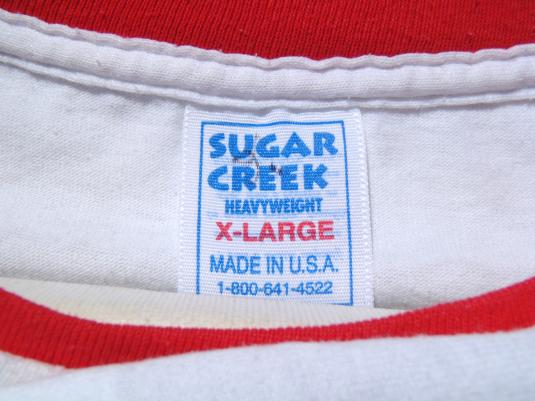 SUGAR
CREEK
HEAVYWEIGHT
X-LARGE
MADE IN U.S.A.
1-800-641-4522